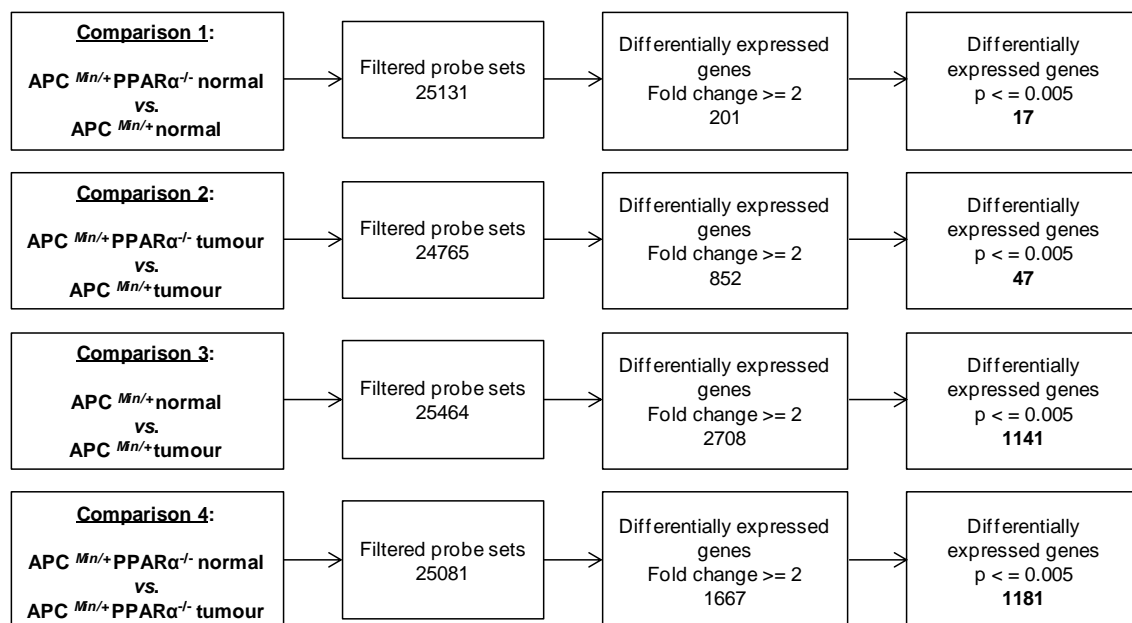 Comparison 1:
APC Min/+ PPARα-/- normal
vs.
APC Min/+ normal
Filtered probe sets
25131
Differentially expressed
genes
Fold change >= 2
201
Differentially
expressed genes
p < = 0.005
17
Comparison 2:
APC Min/+ PPARα-/- tumour
vs.
APC Min/+ tumour
Filtered probe sets
24765
Differentially expressed
genes
Fold change >= 2
852
Differentially
expressed genes
p < = 0.005
47
Comparison 3:
APC Min/+ normal
vs.
APC Min/+ tumour
Filtered probe sets
25464
Differentially expressed
genes
Fold change >= 2
2708
Differentially
expressed genes
p < = 0.005
1141
Comparison 4:
APC Min/+ PPARα-/- normal
vs.
APC Min/+ PPARα-/- tumour
Filtered probe sets
25081
Differentially expressed
genes
Fold change >= 2
1667
Differentially
expressed genes
p < = 0.005
1181